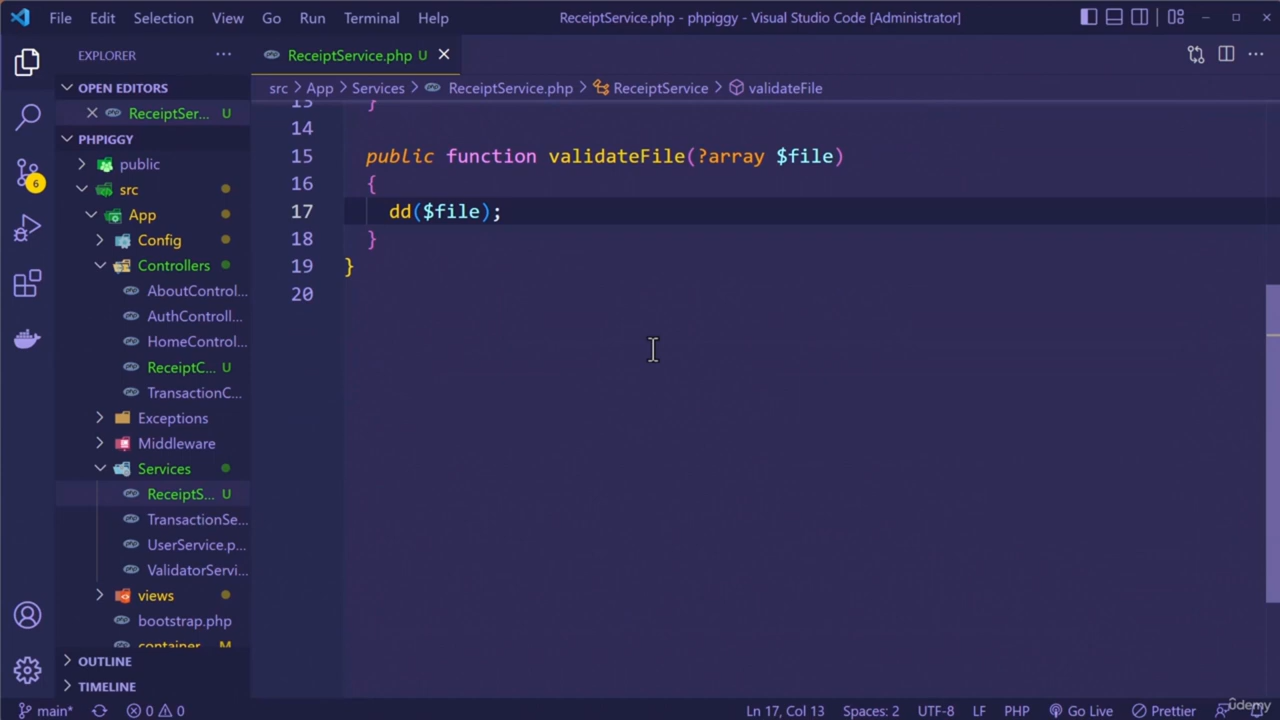 File Edit Selection View Go Run Terminal Help
ReceiptService.php - phpiggy - Visual Studio Code [Administrator]
EXPLORER ···
ReceiptService.php U
src > App > Services > ReceiptService.php > ReceiptService > validateFile
OPEN EDITORS
ReceiptSer... U
PHPIGGY
public
src
App
Config
Controllers
AboutControl...
AuthControll...
HomeControl...
ReceiptC... U
TransactionC...
Exceptions
Middleware
Services
ReceiptS... U
TransactionSe...
UserService.p...
ValidatorServi...
views
bootstrap.php
container... M
OUTLINE
TIMELINE
6
13 }
14
15 public function validateFile(?array $file)
16 {
17 dd($file);
18 }
19 }
20
main* 0 0
Ln 17, Col 13 Spaces: 2 UTF-8 LF PHP Go Live Prettier
ûdemy